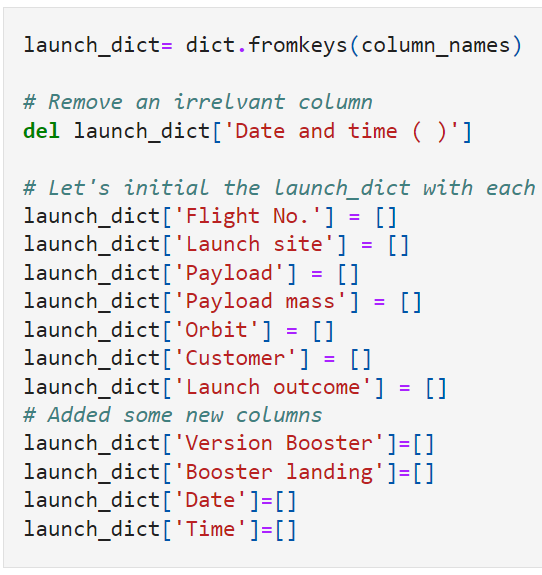 launch_dict= dict.fromkeys(column_names)
# Remove an irrelvant column
del launch_dict['Date and time ( )']
# Let's initial the launch_dict with each
launch_dict['Flight No.'] = []
launch_dict['Launch site'] = []
launch_dict['Payload'] = []
launch_dict['Payload mass'] = []
launch_dict['Orbit'] = []
launch_dict['Customer'] = []
launch_dict['Launch outcome'] = []
# Added some new columns
launch_dict['Version Booster']=[]
launch_dict['Booster landing']=[]
launch_dict['Date']=[]
launch_dict['Time']=[]